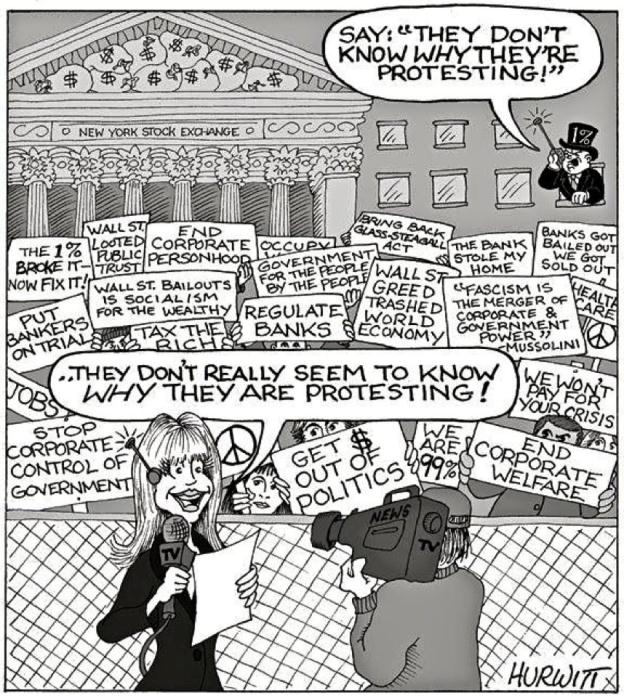 SAY: "THEY DON'T
KNOW WHY THEY'RE
PROTESTING!"
1%
NEW YORK STOCK EXCHANGE
$ $ $ $ $ $ $ $
THE 1%
BROKE IT—
NOW FIX IT!
WALL ST.
LOOTED
PUBLIC
TRUST
END
CORPORATE
PERSONHOOD
OCCUPY
BRING BACK
GLASS-STEAGALL
ACT
THE BANK
STOLE MY
HOME
BANKS GOT
BAILED OUT
WE GOT
SOLD OUT
WALL ST. BAILOUTS
IS SOCIALISM
FOR THE WEALTHY
GOVERNMENT
FOR THE PEOPLE
BY THE PEOPLE
WALL ST
GREED
TRASHED
WORLD
ECONOMY
"FASCISM IS
THE MERGER OF
CORPORATE &
GOVERNMENT
POWER."
-MUSSOLINI
HEALTH
CARE
PUT
BANKERS
ON TRIAL
TAX THE
RICH
REGULATE
BANKS
..THEY DON'T REALLY SEEM TO KNOW
WHY THEY ARE PROTESTING!
WE WON'T
PAY FOR
YOUR CRISIS
JOBS
STOP
CORPORATE
CONTROL OF
GOVERNMENT
GET $
OUT OF
POLITICS
WE
ARE
99%
END
CORPORATE
WELFARE
NEWS
TV
TV
HURWITT